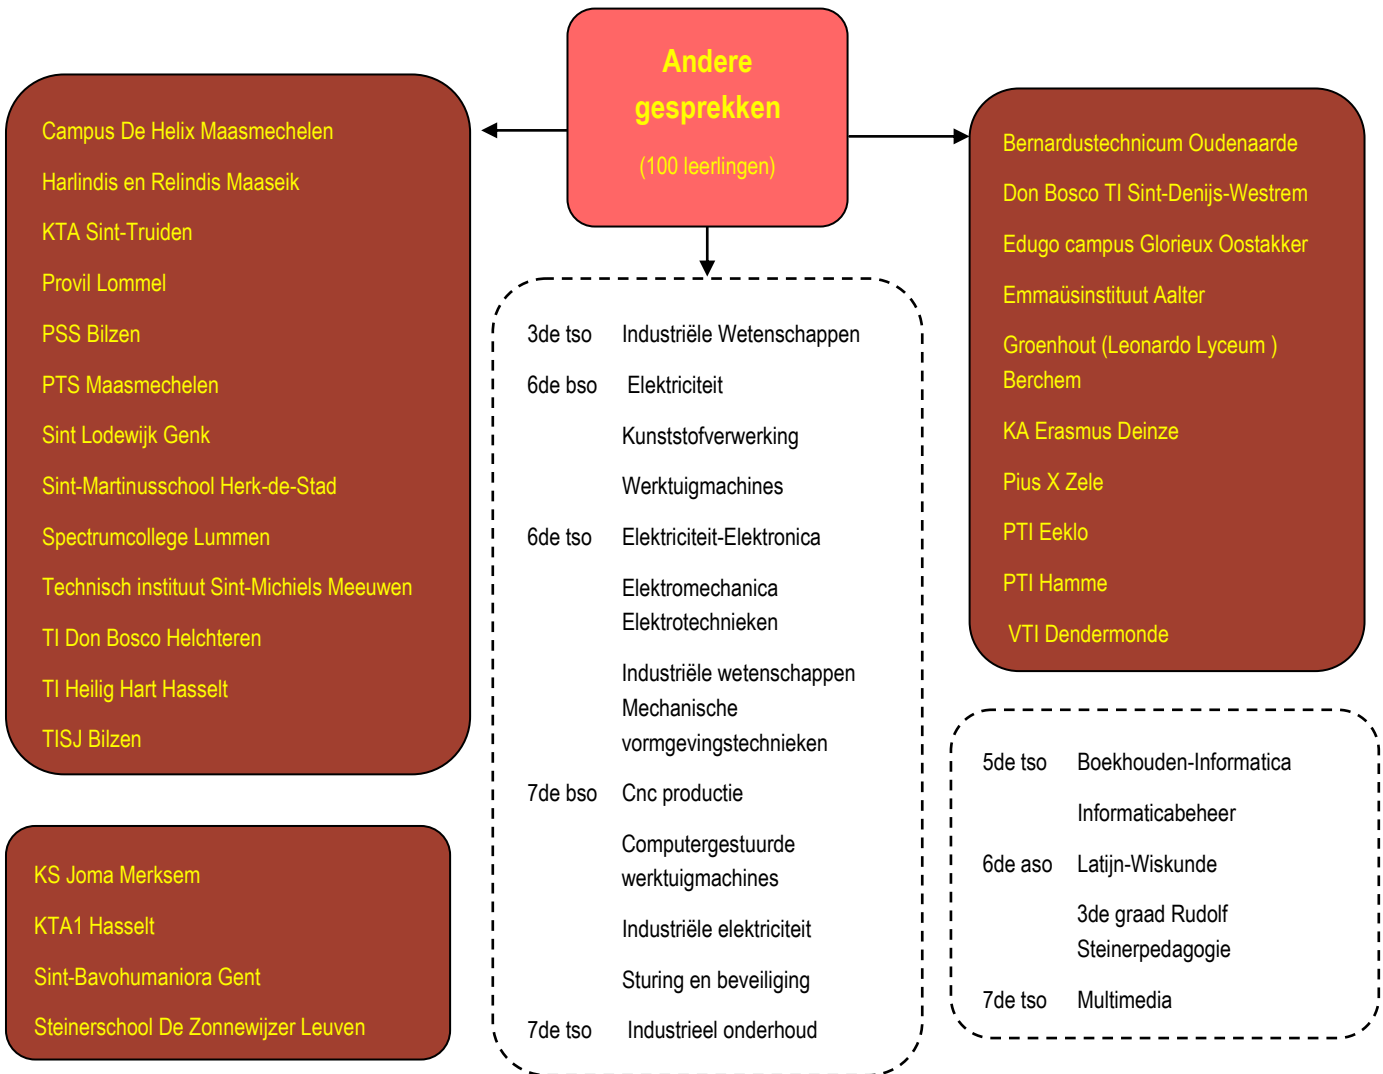 Andere
gesprekken
(100 leerlingen)
Campus De Helix Maasmechelen
Harlindis en Relindis Maaseik
KTA Sint-Truiden
Provil Lommel
PSS Bilzen
PTS Maasmechelen
Sint Lodewijk Genk
Sint-Martinusschool Herk-de-Stad
Spectrumcollege Lummen
Technisch instituut Sint-Michiels Meeuwen
TI Don Bosco Helchteren
TI Heilig Hart Hasselt
TISJ Bilzen
KS Joma Merksem
KTA1 Hasselt
Sint-Bavohumaniora Gent
Steinerschool De Zonnewijzer Leuven
3de tso Industriële Wetenschappen
6de bso Elektriciteit
Kunststofverwerking
Werktuigmachines
6de tso Elektriciteit-Elektronica
Elektromechanica
Elektrotechnieken
Industriële wetenschappen
Mechanische
vormgevingstechnieken
7de bso Cnc productie
Computergestuurde
werktuigmachines
Industriële elektriciteit
Sturing en beveiliging
7de tso Industrieel onderhoud
Bernardustechnicum Oudenaarde
Don Bosco TI Sint-Denijs-Westrem
Edugo campus Glorieux Oostakker
Emmaüsinstituut Aalter
Groenhout (Leonardo Lyceum )
Berchem
KA Erasmus Deinze
Pius X Zele
PTI Eeklo
PTI Hamme
VTI Dendermonde
5de tso Boekhouden-Informatica
Informaticabeheer
6de aso Latijn-Wiskunde
3de graad Rudolf
Steinerpedagogie
7de tso Multimedia